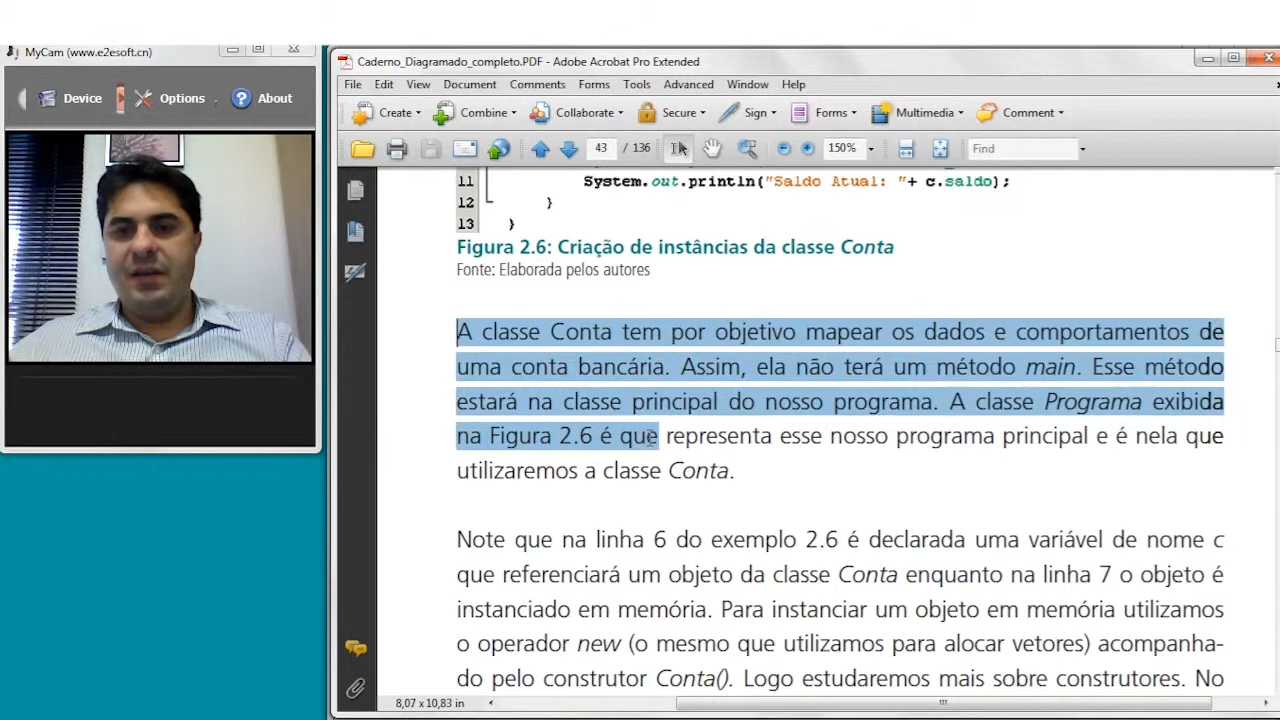 MyCam (www.e2esoft.cn)
Device
Options
About
Caderno_Diagramado_completo.PDF - Adobe Acrobat Pro Extended
File Edit View Document Comments Forms Tools Advanced Window Help
Create Combine Collaborate Secure Sign Forms Multimedia Comment
43 / 136 150% Find
11 System.out.println("Saldo Atual: "+ c.saldo);
12 }
13 }
Figura 2.6: Criação de instâncias da classe Conta
Fonte: Elaborada pelos autores
A classe Conta tem por objetivo mapear os dados e comportamentos de
uma conta bancária. Assim, ela não terá um método main. Esse método
estará na classe principal do nosso programa. A classe Programa exibida
na Figura 2.6 é que representa esse nosso programa principal e é nela que
utilizaremos a classe Conta.
Note que na linha 6 do exemplo 2.6 é declarada uma variável de nome c
que referenciará um objeto da classe Conta enquanto na linha 7 o objeto é
instanciado em memória. Para instanciar um objeto em memória utilizamos
o operador new (o mesmo que utilizamos para alocar vetores) acompanha-
do pelo construtor Conta(). Logo estudaremos mais sobre construtores. No
8,07 x 10,83 in